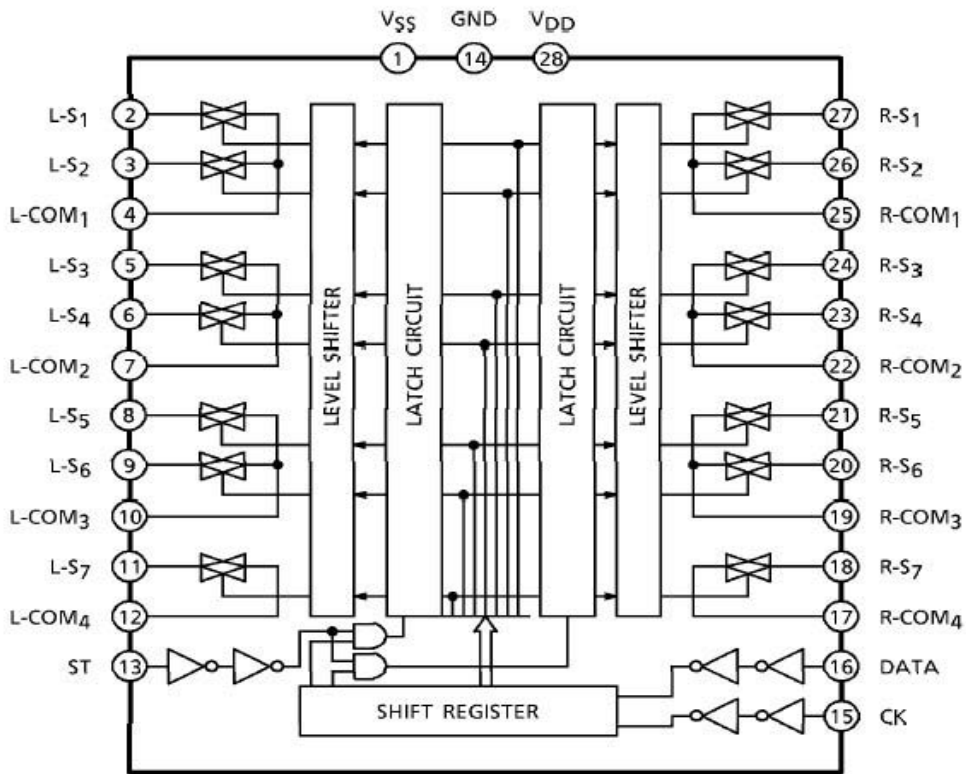 VSS GND VDD
1 14 28
L-S1 2 27 R-S1
L-S2 3 26 R-S2
L-COM1 4 25 R-COM1
L-S3 5 24 R-S3
L-S4 6 23 R-S4
L-COM2 7 22 R-COM2
L-S5 8 21 R-S5
L-S6 9 20 R-S6
L-COM3 10 19 R-COM3
L-S7 11 18 R-S7
L-COM4 12 17 R-COM4
ST 13 16 DATA
15 CK
LEVEL SHIFTER
LATCH CIRCUIT
LATCH CIRCUIT
LEVEL SHIFTER
SHIFT REGISTER